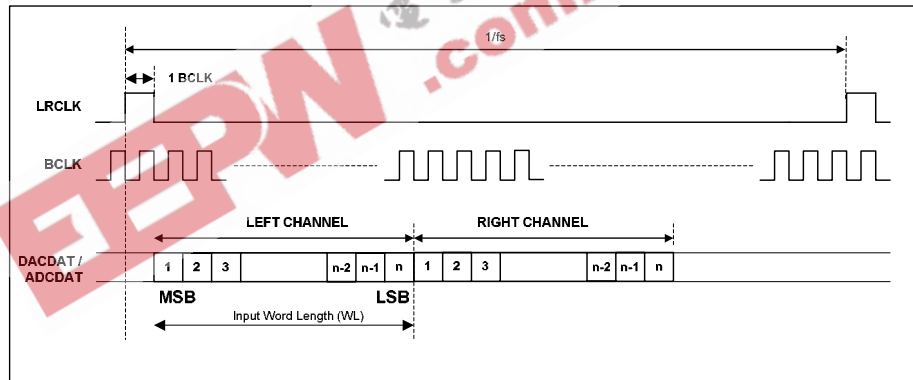 EEPW.com
1/fs
1 BCLK
LRCLK
BCLK
LEFT CHANNEL
RIGHT CHANNEL
DACDAT /
ADCDAT
1 2 3 n-2 n-1 n 1 2 3 n-2 n-1 n
MSB
LSB
Input Word Length (WL)